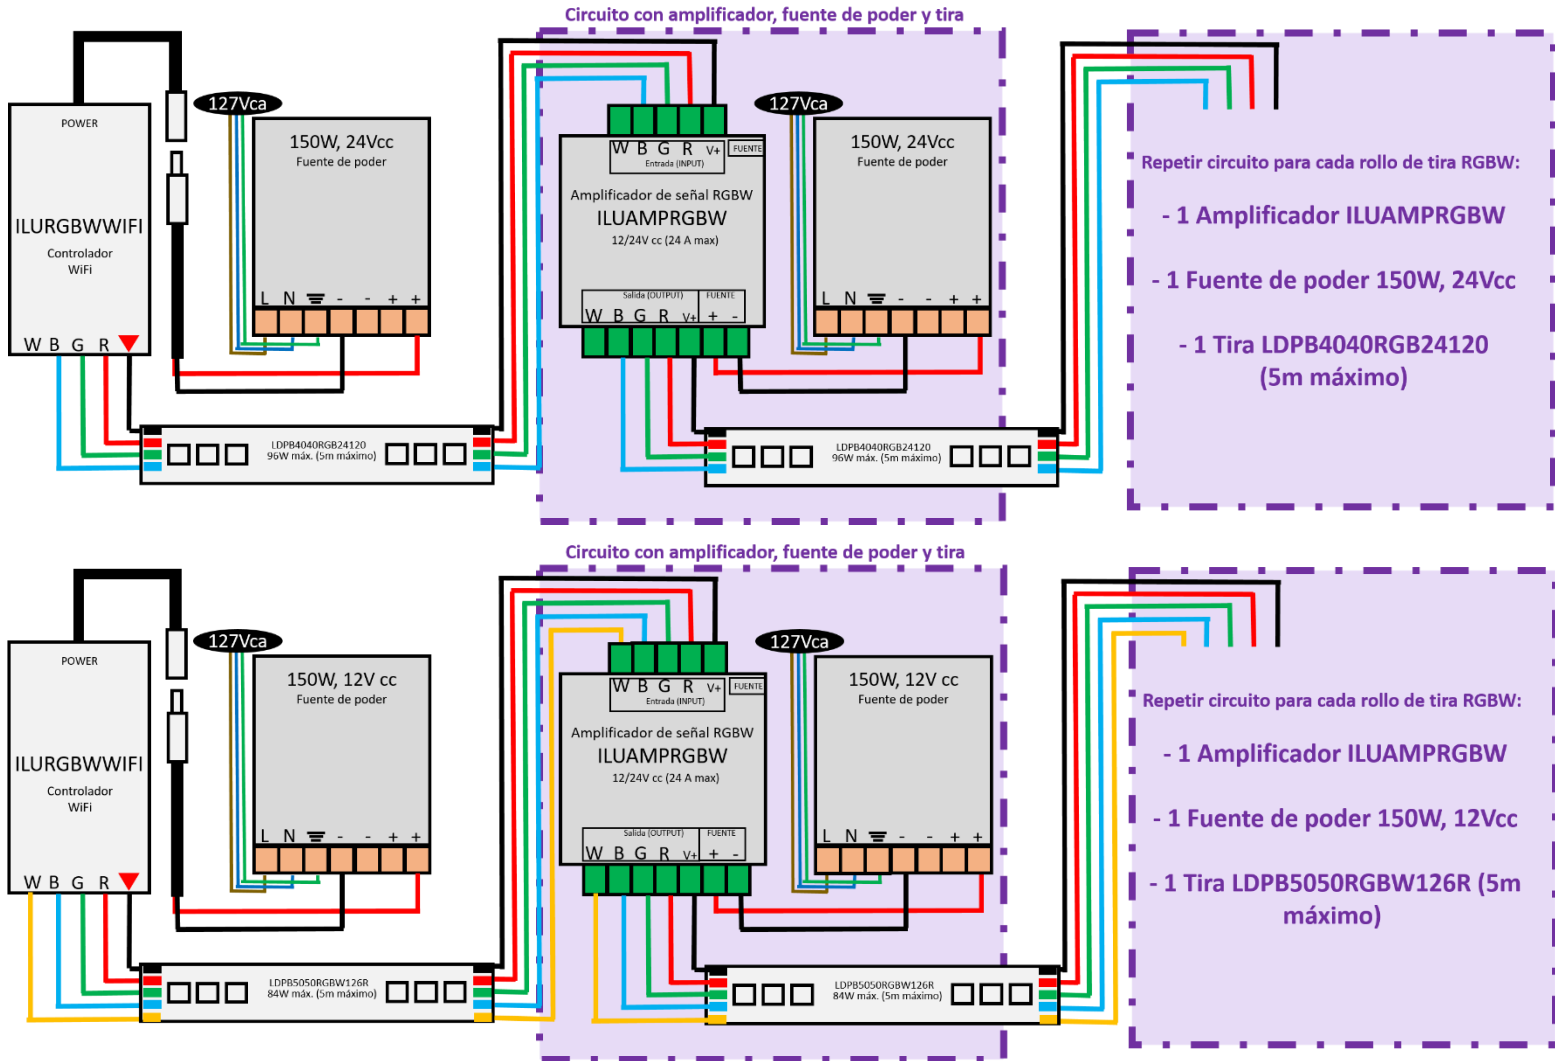 Circuito con amplificador, fuente de poder y tira
POWER
ILURGBWWIFI
Controlador
WiFi
W B G R
127Vca
150W, 24Vcc
Fuente de poder
L N - - + +
LDPB4040RGB24120
96W máx. (5m máximo)
W B G R V+ FUENTE
Entrada (INPUT)
Amplificador de señal RGBW
ILUAMPRGBW
12/24V cc (24 A max)
Salida (OUTPUT) FUENTE
W B G R V+ + -
127Vca
150W, 24Vcc
Fuente de poder
L N - - + +
LDPB4040RGB24120
96W máx. (5m máximo)
Repetir circuito para cada rollo de tira RGBW:
- 1 Amplificador ILUAMPRGBW
- 1 Fuente de poder 150W, 24Vcc
- 1 Tira LDPB4040RGB24120
(5m máximo)
Circuito con amplificador, fuente de poder y tira
POWER
ILURGBWWIFI
Controlador
WiFi
W B G R
127Vca
150W, 12V cc
Fuente de poder
L N - - + +
LDPB5050RGBW126R
84W máx. (5m máximo)
W B G R V+ FUENTE
Entrada (INPUT)
Amplificador de señal RGBW
ILUAMPRGBW
12/24V cc (24 A max)
Salida (OUTPUT) FUENTE
W B G R V+ + -
127Vca
150W, 12V cc
Fuente de poder
L N - - + +
LDPB5050RGBW126R
84W máx. (5m máximo)
Repetir circuito para cada rollo de tira RGBW:
- 1 Amplificador ILUAMPRGBW
- 1 Fuente de poder 150W, 12Vcc
- 1 Tira LDPB5050RGBW126R (5m
máximo)